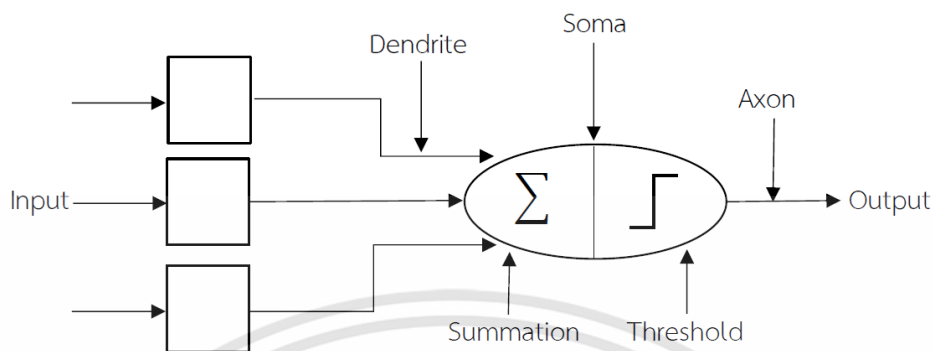 Soma
Dendrite
Axon
Input
∑
Output
Summation
Threshold